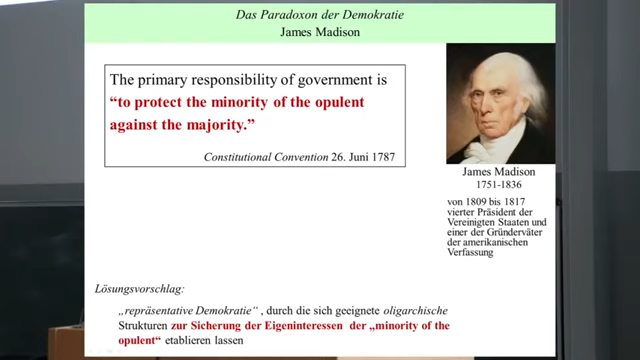 Das Paradoxon der Demokratie
James Madison
The primary responsibility of government is
“to protect the minority of the opulent
against the majority.”
Constitutional Convention 26. Juni 1787
James Madison
1751-1836
von 1809 bis 1817
vierter Präsident der
Vereinigten Staaten und
einer der Gründerväter
der amerikanischen
Verfassung
Lösungsvorschlag:
„repräsentative Demokratie“ , durch die sich geeignete oligarchische
Strukturen zur Sicherung der Eigeninteressen der „minority of the
opulent“ etablieren lassen